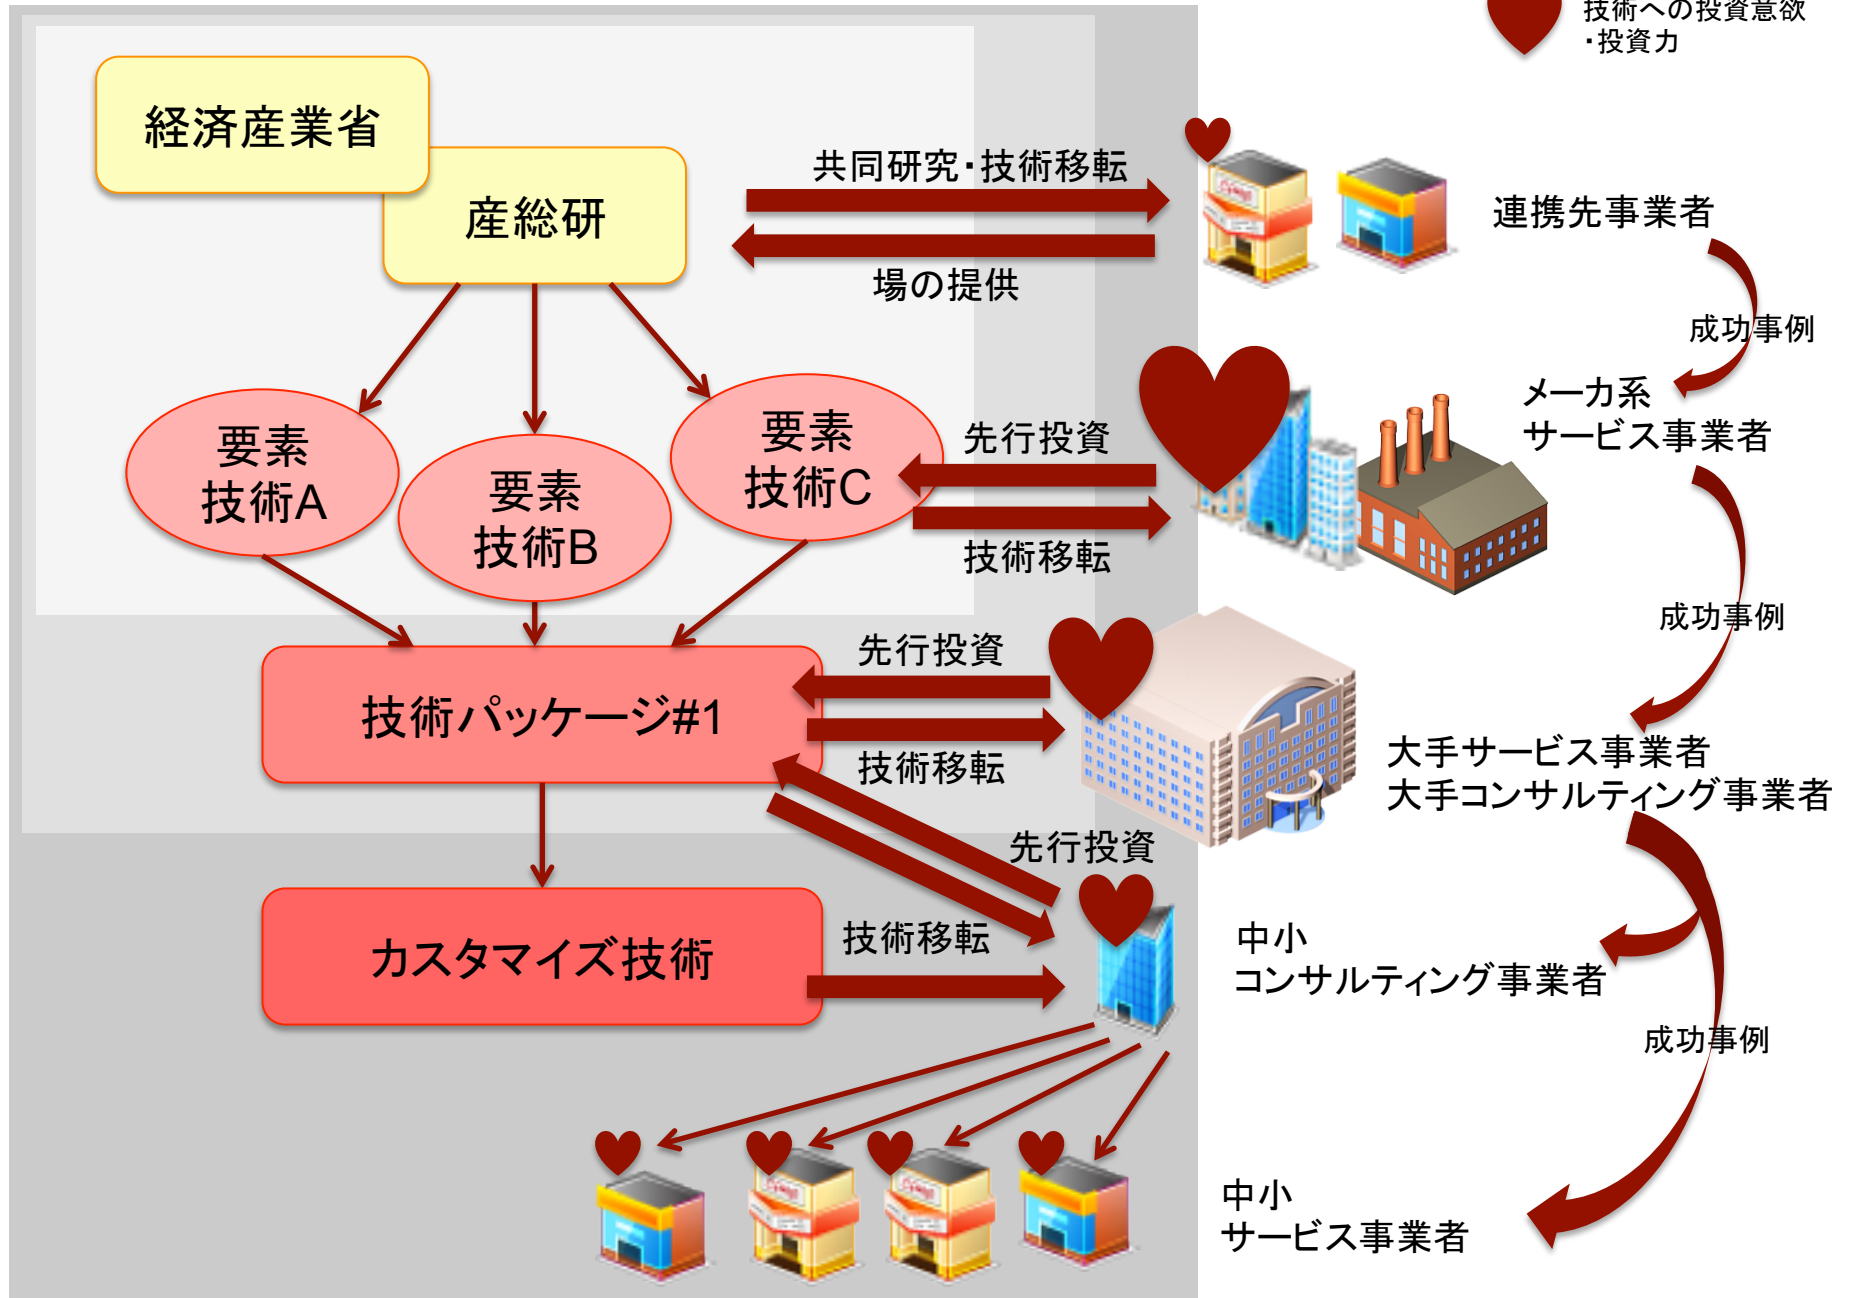 技術への投資意欲
・投資力
経済産業省
産総研
共同研究・技術移転
場の提供
連携先事業者
成功事例
メーカ系
サービス事業者
要素
技術A
要素
技術B
要素
技術C
先行投資
技術移転
成功事例
技術パッケージ#1
先行投資
技術移転
大手サービス事業者
大手コンサルティング事業者
先行投資
カスタマイズ技術
技術移転
中小
コンサルティング事業者
成功事例
中小
サービス事業者